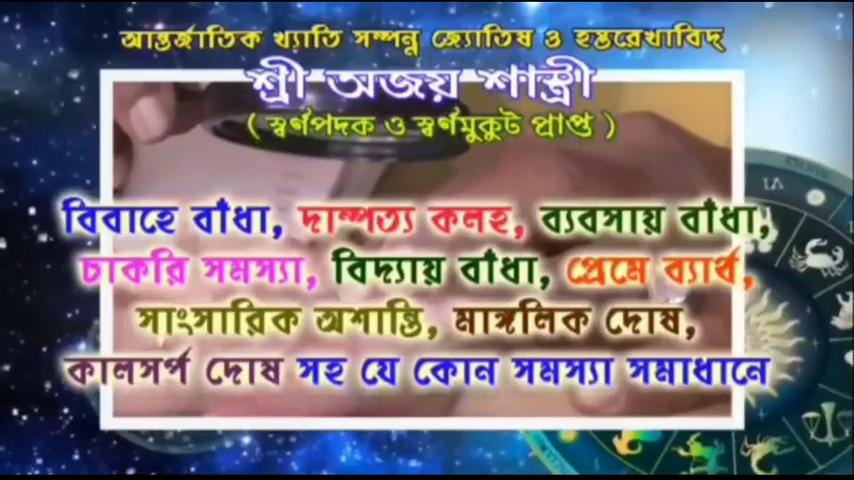 আন্তর্জাতিক খ্যাতি সম্পন্ন জ্যোতিষ ও হস্তরেখাবিদ্
শ্রী অজয় শাস্ত্রী
( স্বর্ণপদক ও স্বর্ণমুকুট প্রাপ্ত )
বিবাহে বাঁধা, দাম্পত্য কলহ, ব্যবসায় বাঁধা,
চাকরি সমস্যা, বিদ্যায় বাঁধা, প্রেমে ব্যার্থ,
সাংসারিক অশান্তি, মাঙ্গলিক দোষ,
কালসর্প দোষ সহ যে কোন সমস্যা সমাধানে